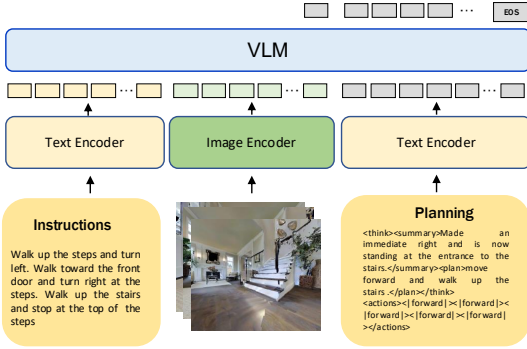 ... ... EOS
VLM
... ... ...
Text Encoder Image Encoder Text Encoder
Instructions
Walk up the steps and turn
left. Walk toward the front
door and turn right at the
steps. Walk up the stairs
and stop at the top of the
steps
Planning
<think><summary>Made an
immediate right and is now
standing at the entrance to the
stairs.</summary><plan>move
forward and walk up the
stairs.</plan></think>
<actions><|forward|><|forward|><
|forward|><|forward|><|forward|
></actions>